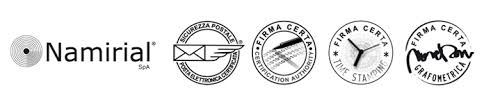 Namirial®
SpA
SICUREZZA POSTALE
POSTA ELETTRONICA CERTIFICATA
FIRMA CERTA
CERTIFICATION AUTHORITY
FIRMA CERTA
TIME STAMPING
FIRMA CERTA
GRAFOMETRICA